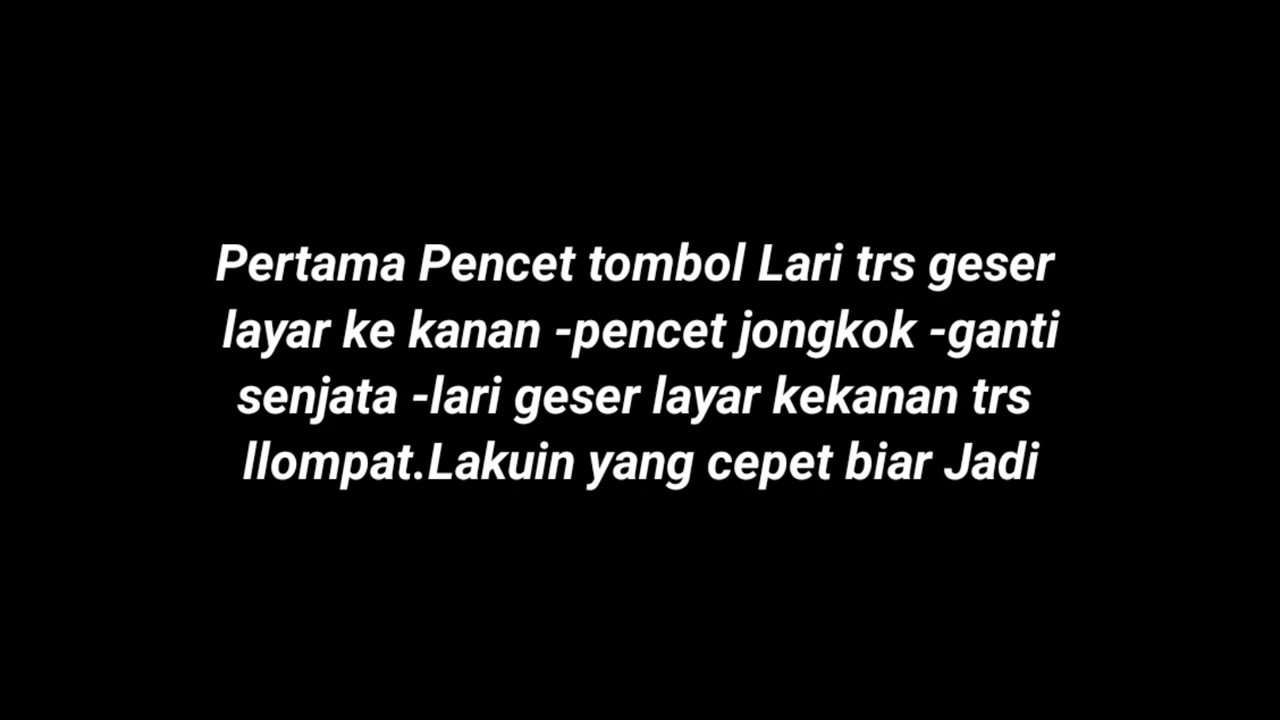 Pertama Pencet tombol Lari trs geser
layar ke kanan -pencet jongkok -ganti
senjata -lari geser layar kekanan trs
llompat.Lakuin yang cepet biar Jadi